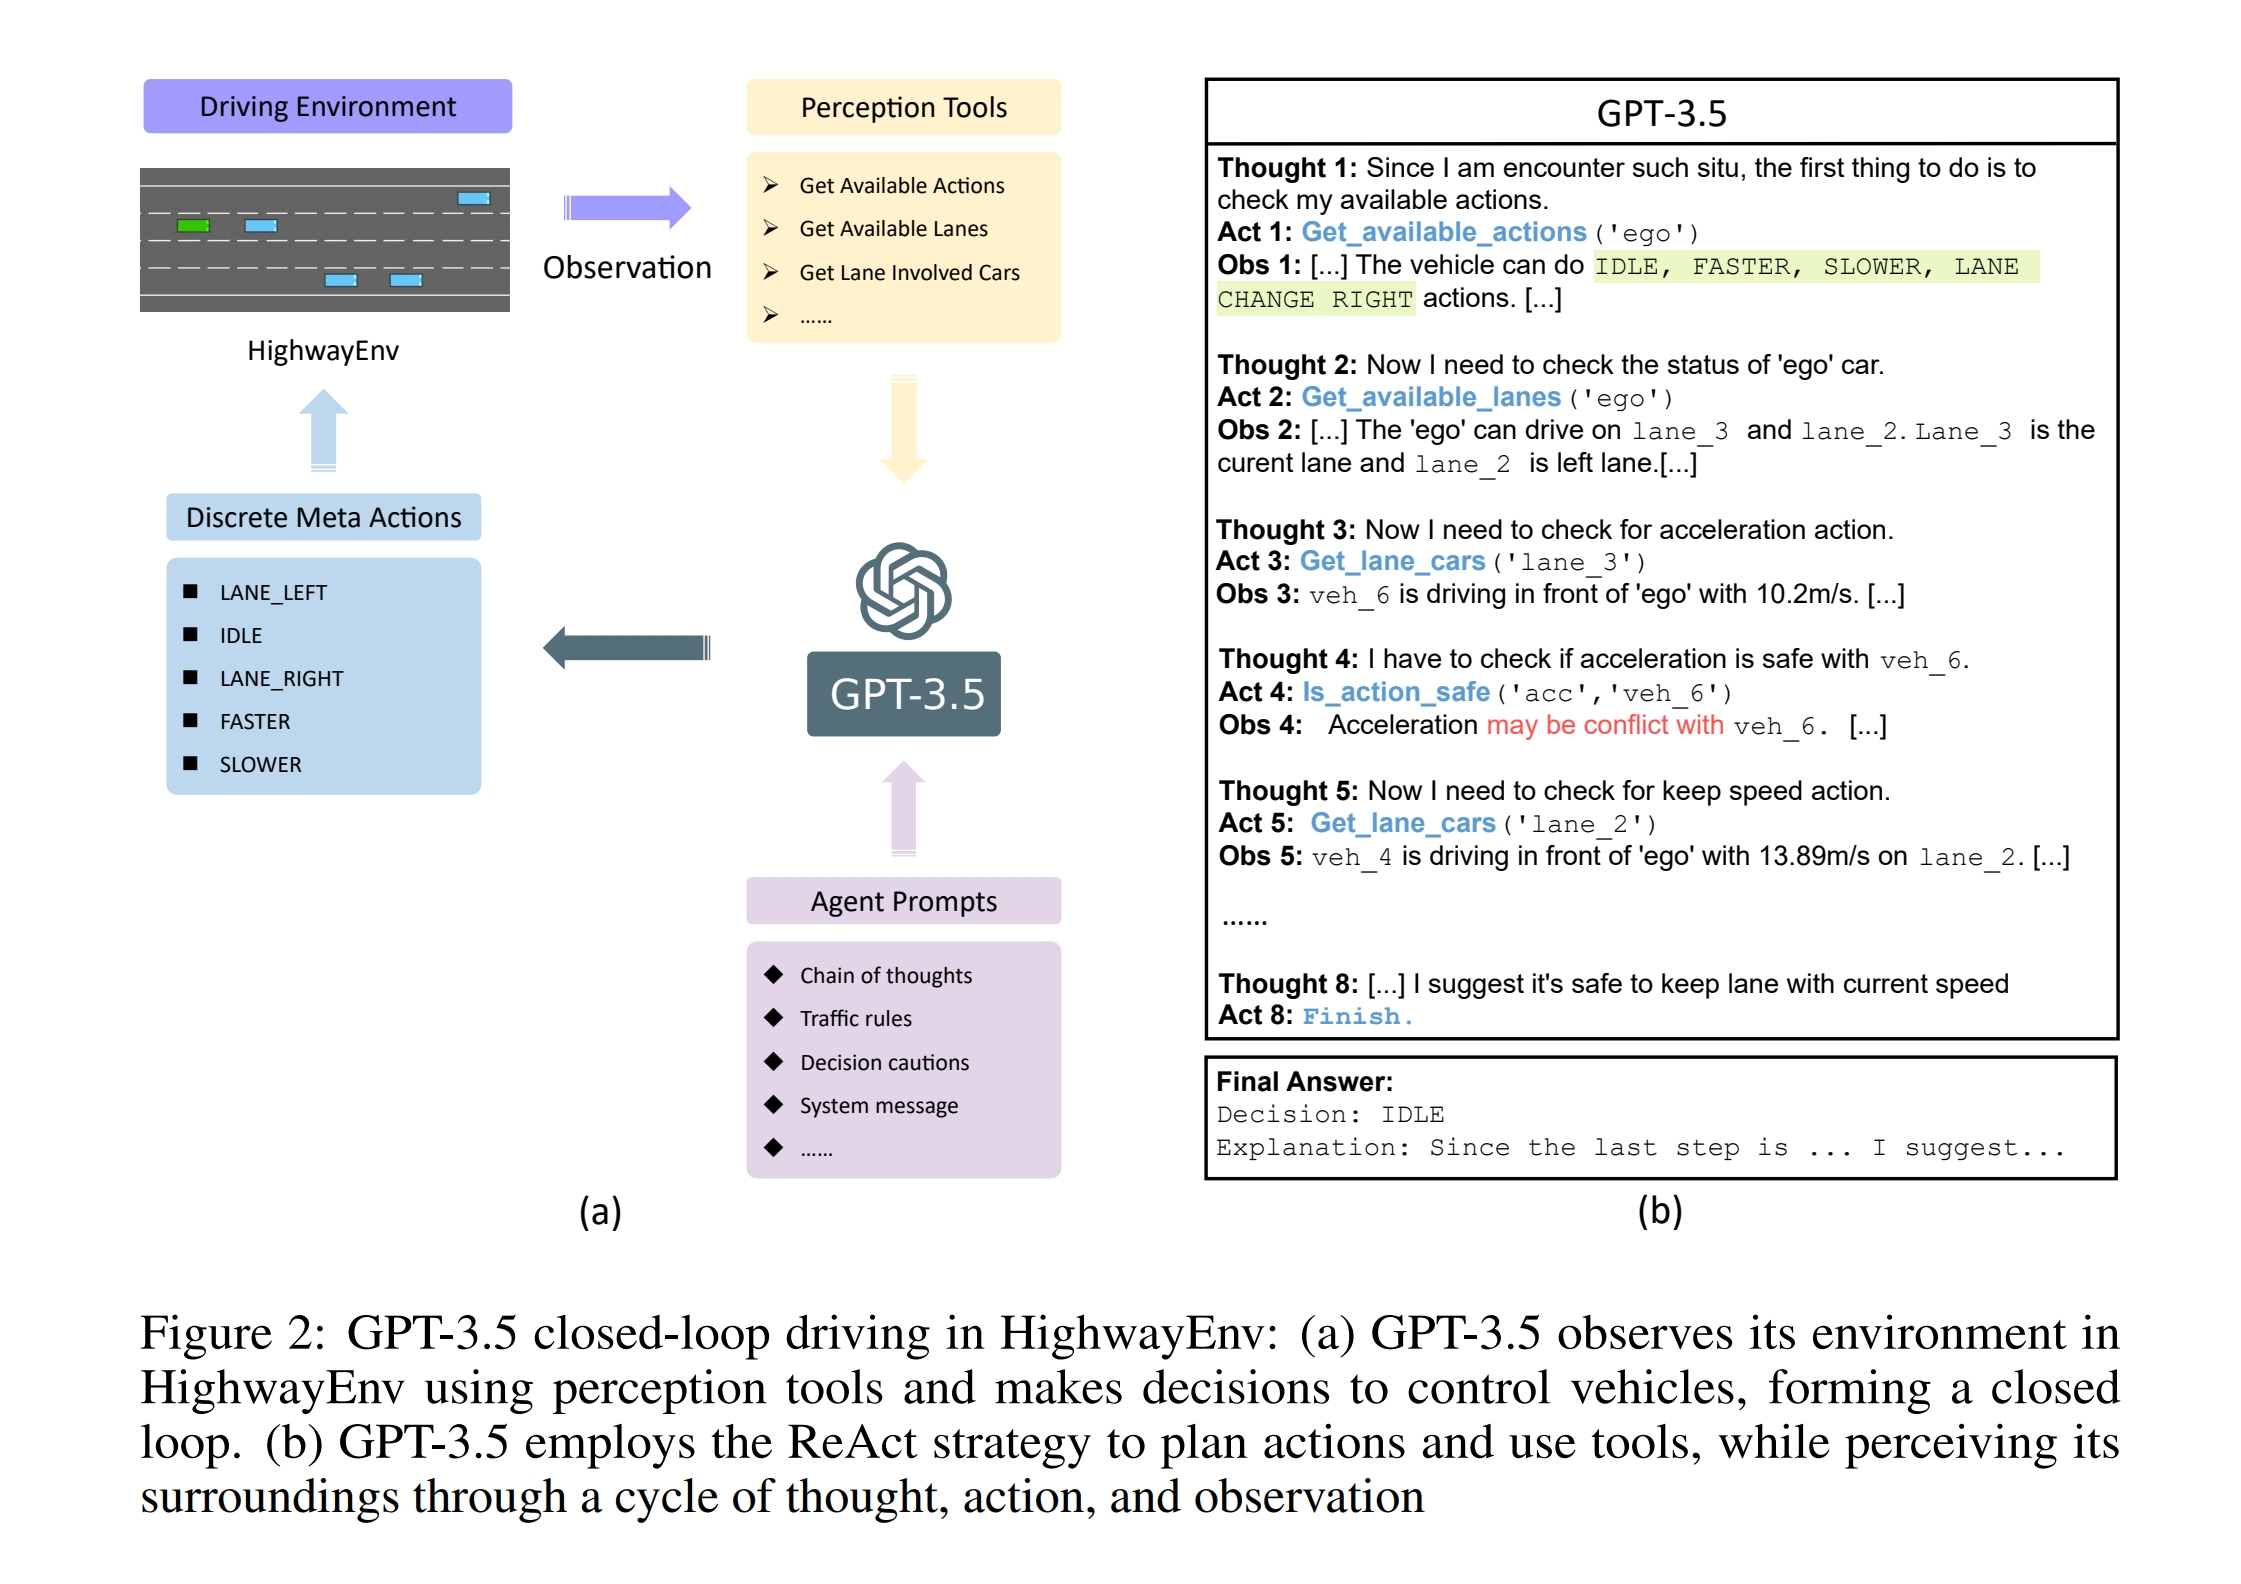 Driving Environment
HighwayEnv
Observation
Perception Tools
Get Available Actions
Get Available Lanes
Get Lane Involved Cars
......
Discrete Meta Actions
LANE_LEFT
IDLE
LANE_RIGHT
FASTER
SLOWER
GPT-3.5
Agent Prompts
Chain of thoughts
Traffic rules
Decision cautions
System message
......
(a)
GPT-3.5
Thought 1: Since I am encounter such situ, the first thing to do is to
check my available actions.
Act 1: Get_available_actions('ego')
Obs 1: [...] The vehicle can do IDLE, FASTER, SLOWER, LANE
CHANGE RIGHT actions. [...]
Thought 2: Now I need to check the status of 'ego' car.
Act 2: Get_available_lanes('ego')
Obs 2: [...] The 'ego' can drive on lane_3 and lane_2. Lane_3 is the
curent lane and lane_2 is left lane.[...]
Thought 3: Now I need to check for acceleration action.
Act 3: Get_lane_cars('lane_3')
Obs 3: veh_6 is driving in front of 'ego' with 10.2m/s. [...]
Thought 4: I have to check if acceleration is safe with veh_6.
Act 4: Is_action_safe('acc','veh_6')
Obs 4: Acceleration may be conflict with veh_6. [...]
Thought 5: Now I need to check for keep speed action.
Act 5: Get_lane_cars('lane_2')
Obs 5: veh_4 is driving in front of 'ego' with 13.89m/s on lane_2. [...]
......
Thought 8: [...] I suggest it's safe to keep lane with current speed
Act 8: Finish.
Final Answer:
Decision: IDLE
Explanation: Since the last step is ... I suggest...
(b)
Figure 2: GPT-3.5 closed-loop driving in HighwayEnv: (a) GPT-3.5 observes its environment in
HighwayEnv using perception tools and makes decisions to control vehicles, forming a closed
loop. (b) GPT-3.5 employs the ReAct strategy to plan actions and use tools, while perceiving its
surroundings through a cycle of thought, action, and observation